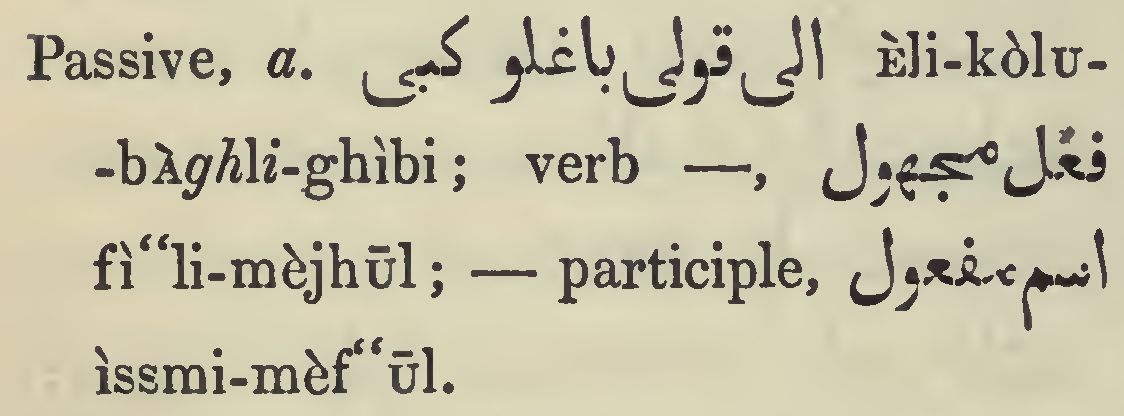 Passive, a. الی قولی باغلو كبی Èli-kòlu-
-bàghli-ghìbi; verb —, فعل مجهول
fì“li-mèjhūl; — participle, اسم مفعول
ìssmi-mèf“ūl.